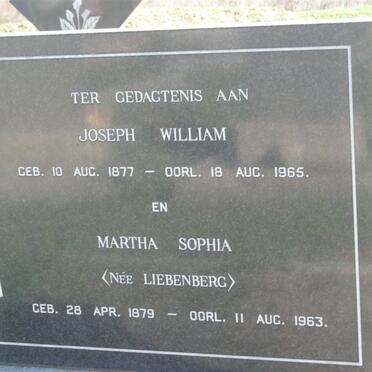 TER GEDAGTENIS AAN
JOSEPH WILLIAM
GEB. 10 AUG. 1877 – OORL. 18 AUG. 1965.
EN
MARTHA SOPHIA
(NÉE LIEBENBERG)
GEB. 28 APR. 1879 – OORL. 11 AUG. 1963.